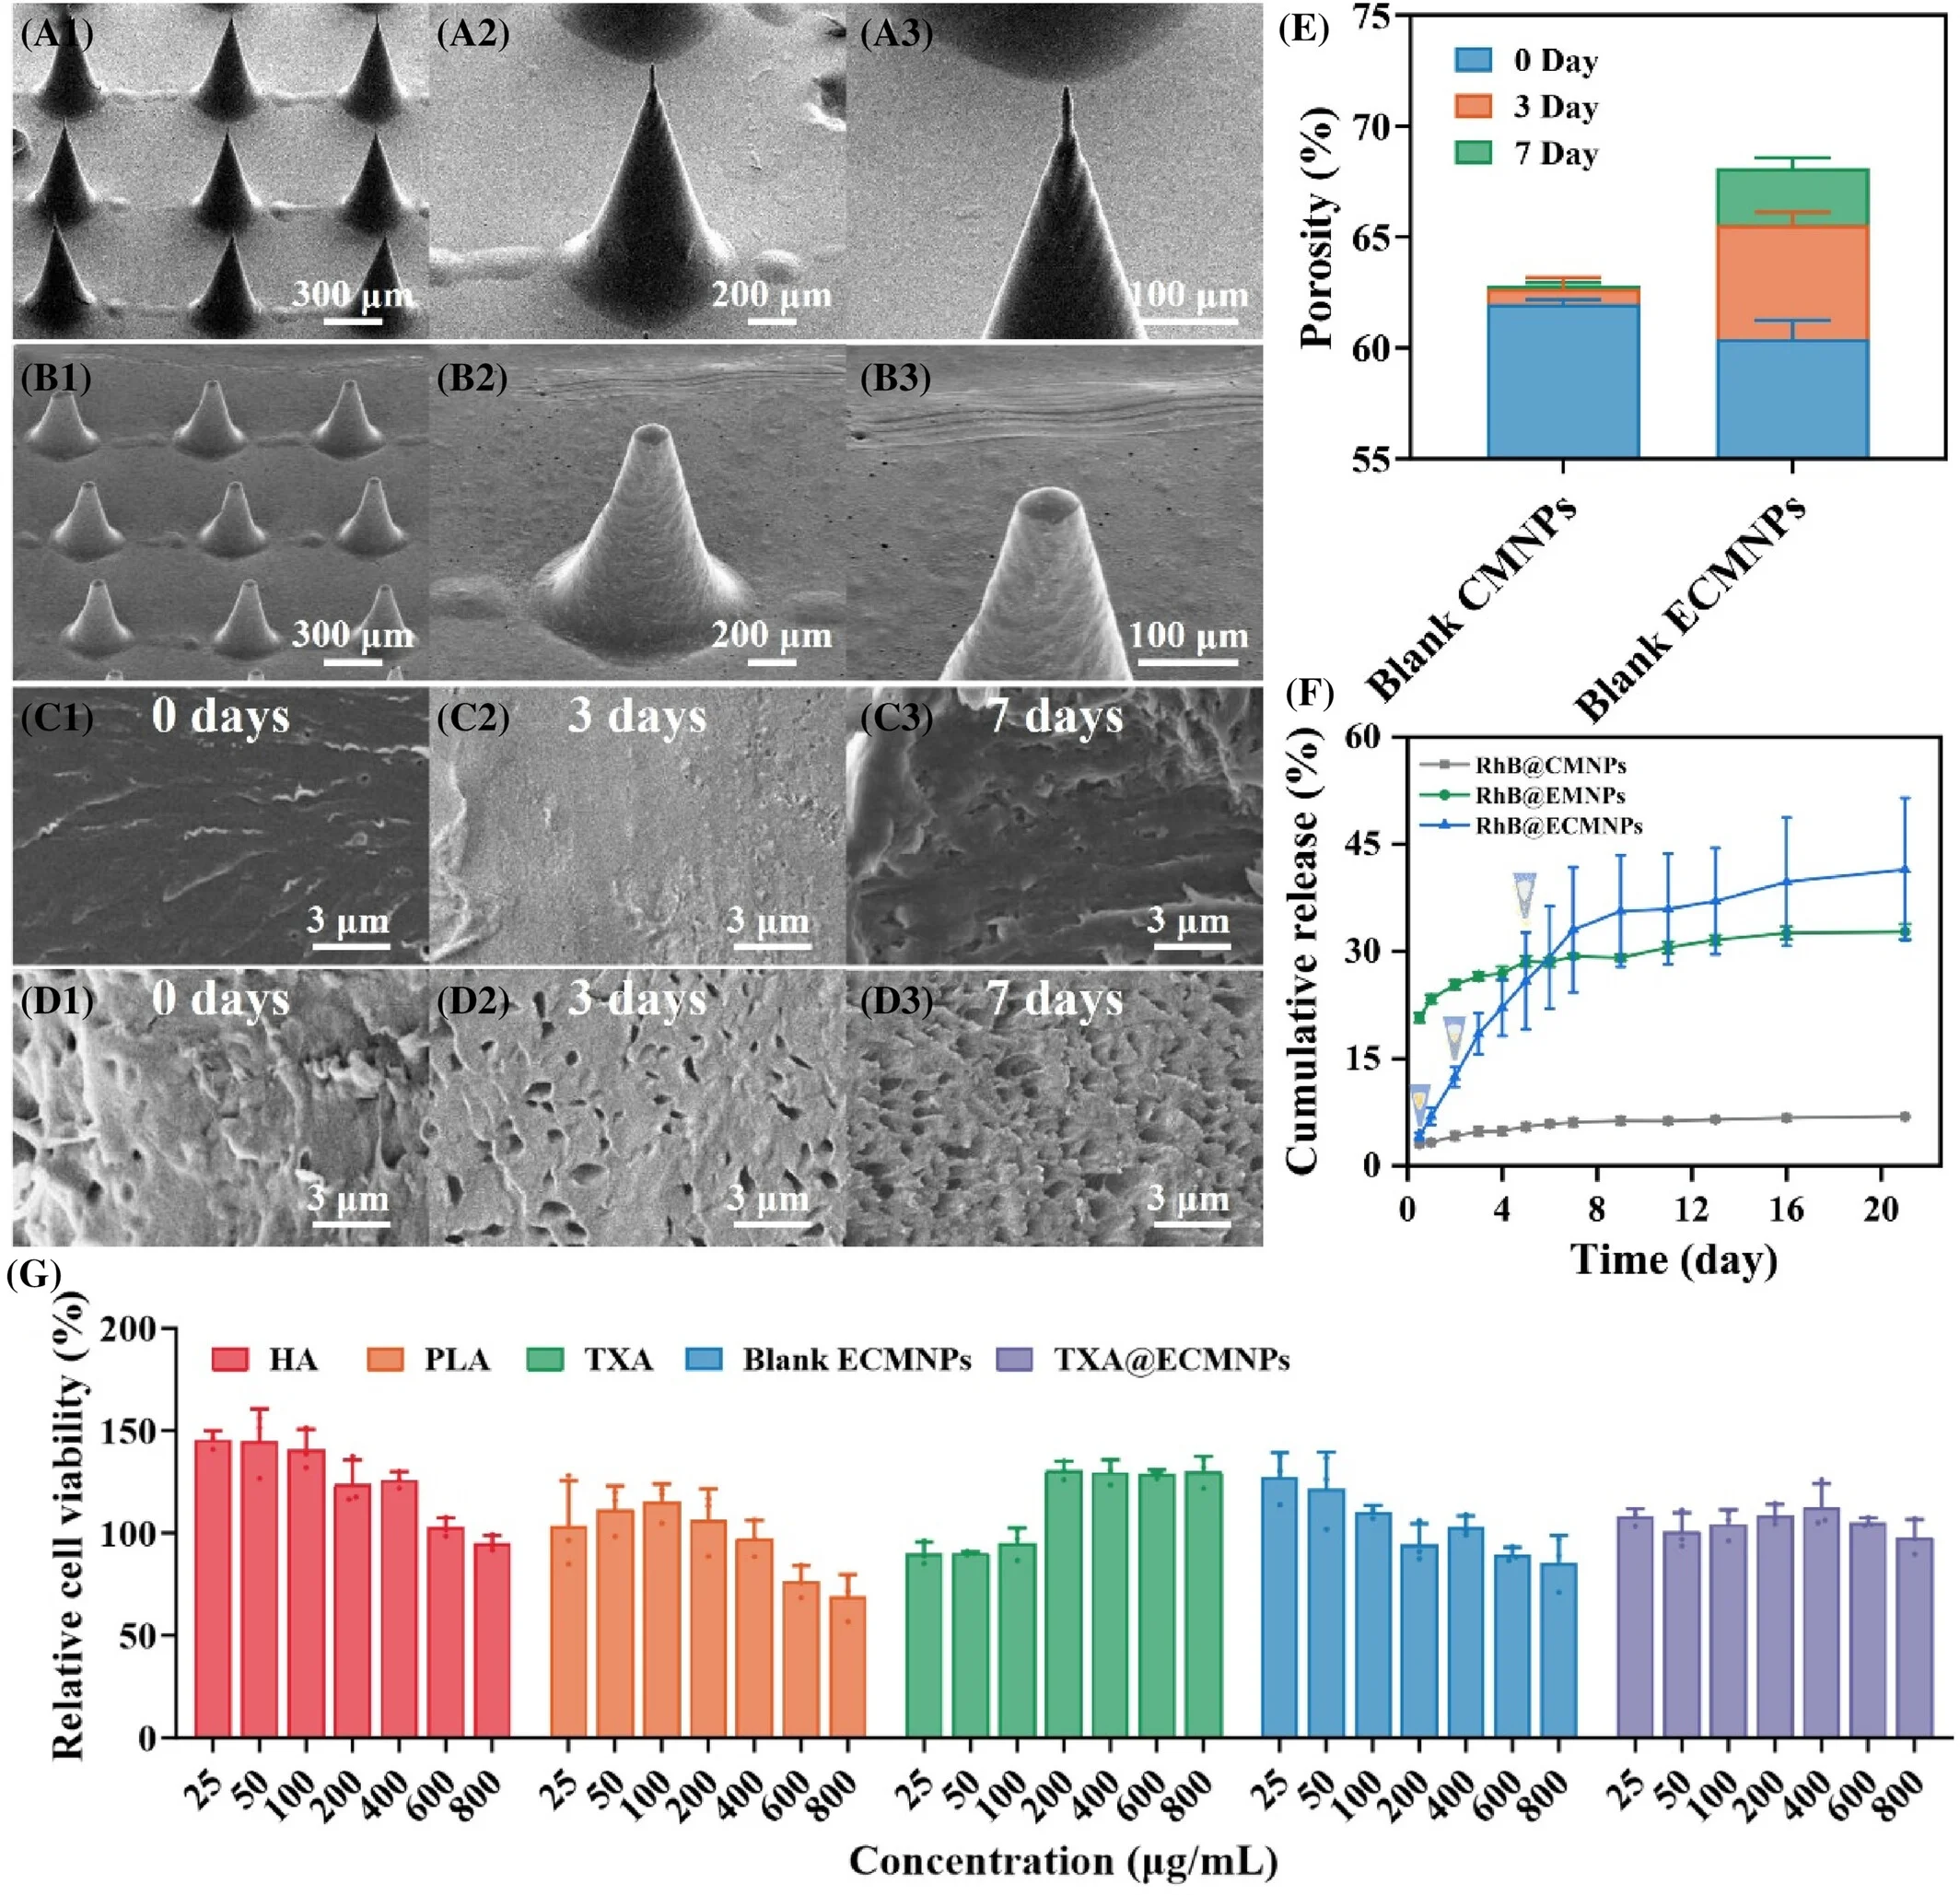 (A1)
300 µm
(A2)
200 µm
(A3)
100 µm
(B1)
300 µm
(B2)
200 µm
(B3)
100 µm
(C1)
0 days
3 µm
(C2)
3 days
3 µm
(C3)
7 days
3 µm
(D1)
0 days
3 µm
(D2)
3 days
3 µm
(D3)
7 days
3 µm
(E)
Porosity (%)
75
70
65
60
55
0 Day
3 Day
7 Day
Blank CMNPs
Blank ECMNPs
(F)
Cumulative release (%)
60
45
30
15
0
RhB@CMNPs
RhB@EMNPs
RhB@ECMNPs
0 4 8 12 16 20
Time (day)
(G)
Relative cell viability (%)
200
150
100
50
0
HA PLA TXA Blank ECMNPs TXA@ECMNPs
25 50 100 200 400 600 800 25 50 100 200 400 600 800 25 50 100 200 400 600 800 25 50 100 200 400 600 800 25 50 100 200 400 600 800
Concentration (µg/mL)